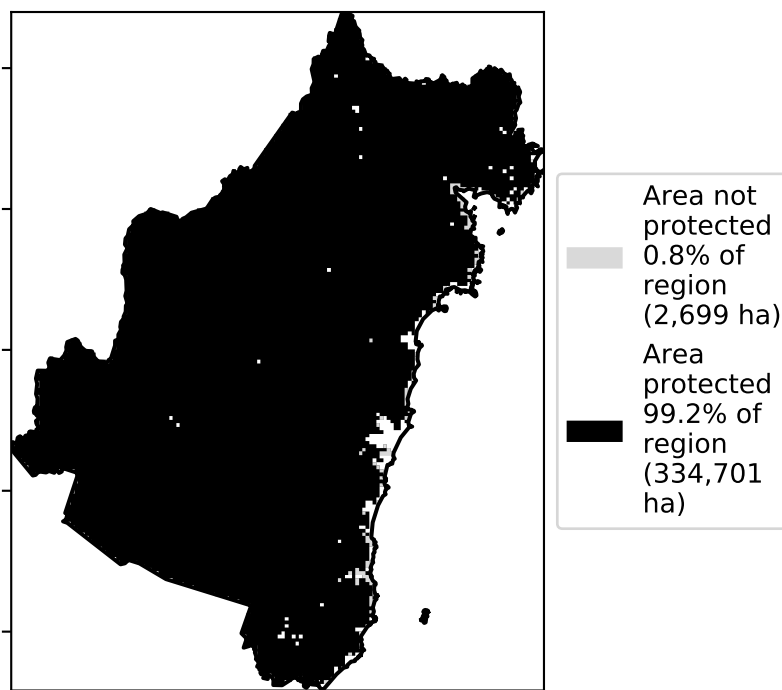 Area not
protected
0.8% of
region
(2,699 ha)
Area
protected
99.2% of
region
(334,701
ha)